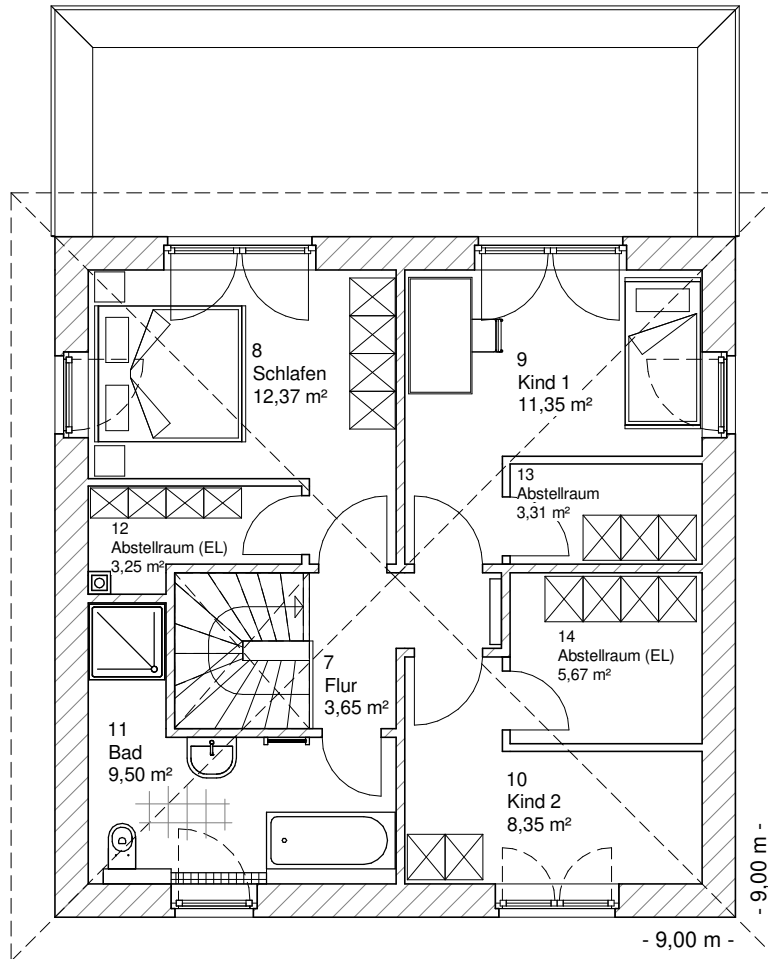 8
Schlafen
12,37 m²
9
Kind 1
11,35 m²
13
Abstellraum
3,31 m²
12
Abstellraum (EL)
3,25 m²
14
Abstellraum (EL)
5,67 m²
7
Flur
3,65 m²
11
Bad
9,50 m²
10
Kind 2
8,35 m²
- 9,00 m -
- 9,00 m -